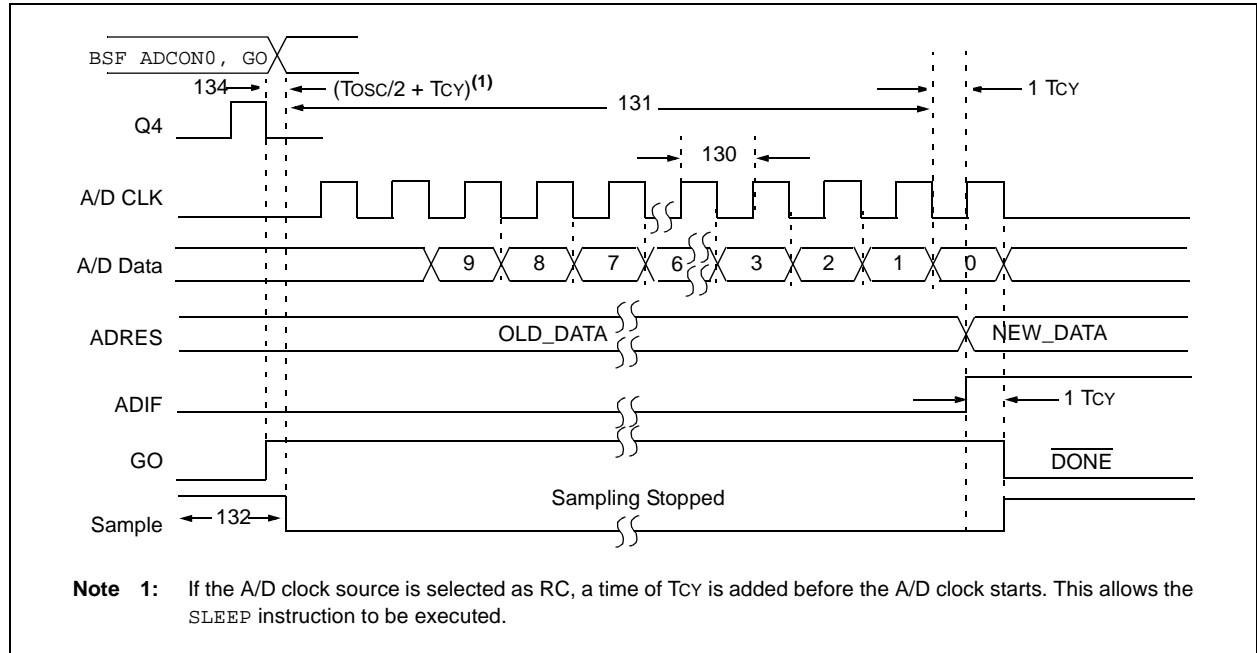 BSF ADCON0, GO
134
(TOSC/2 + TCY)(1)
1 TCY
131
Q4
130
A/D CLK
A/D Data
9
8
7
6
3
2
1
0
ADRES
OLD_DATA
NEW_DATA
ADIF
1 TCY
GO
DONE
Sampling Stopped
Sample
132
Note 1: If the A/D clock source is selected as RC, a time of TCY is added before the A/D clock starts. This allows the
SLEEP instruction to be executed.